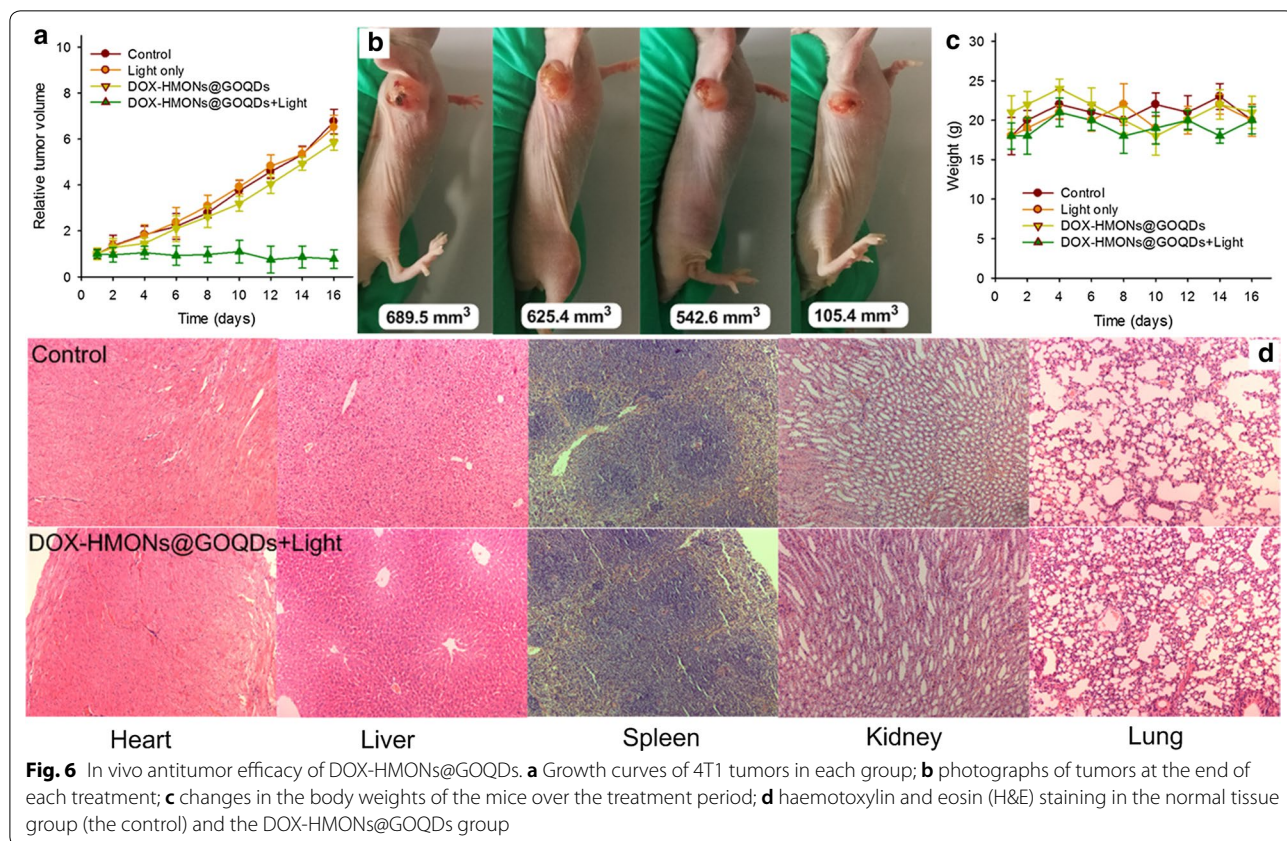 a
10
8
6
4
2
0
Relative tumor volume
Control
Light only
DOX-HMONs@GOQDs
DOX-HMONs@GOQDs+Light
0 2 4 6 8 10 12 14 16
Time (days)
b
689.5 mm³
625.4 mm³
542.6 mm³
105.4 mm³
c
30
25
20
15
10
5
0
Weight (g)
Control
Light only
DOX-HMONs@GOQDs
DOX-HMONs@GOQDs+Light
0 2 4 6 8 10 12 14 16
Time (days)
d
Control
DOX-HMONs@GOQDs+Light
Heart Liver Spleen Kidney Lung
Fig. 6 In vivo antitumor efficacy of DOX-HMONs@GOQDs. a Growth curves of 4T1 tumors in each group; b photographs of tumors at the end of
each treatment; c changes in the body weights of the mice over the treatment period; d haemotoxylin and eosin (H&E) staining in the normal tissue
group (the control) and the DOX-HMONs@GOQDs group